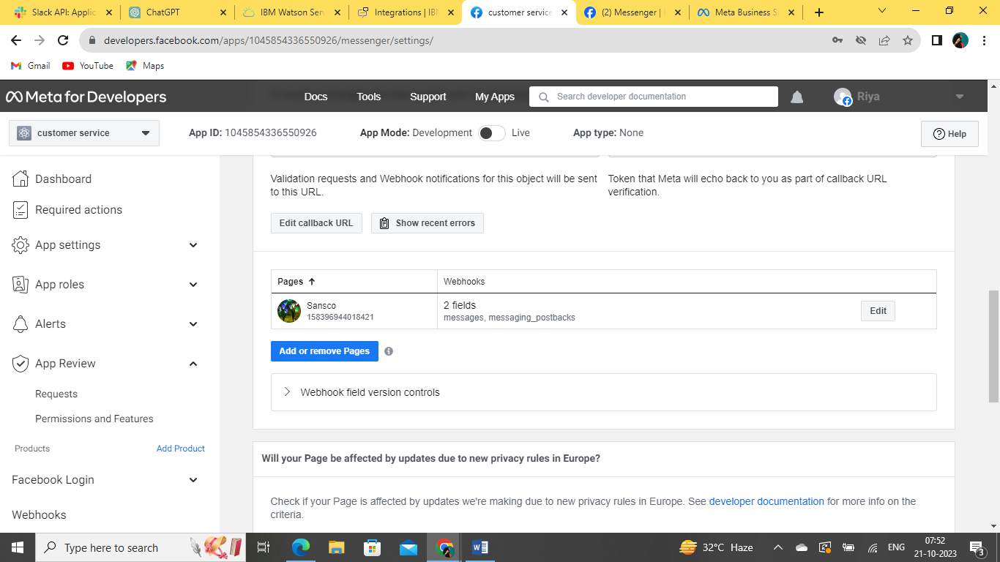 Slack API: Applic
ChatGPT
IBM Watson Ser
Integrations | IB
customer service
(2) Messenger |
Meta Business S
developers.facebook.com/apps/1045854336550926/messenger/settings/
Gmail
YouTube
Maps
Meta for Developers
Docs
Tools
Support
My Apps
Search developer documentation
Riya
customer service
App ID: 1045854336550926
App Mode: Development
Live
App type: None
Help
Dashboard
Required actions
App settings
App roles
Alerts
App Review
Requests
Permissions and Features
Products
Add Product
Facebook Login
Webhooks
Validation requests and Webhook notifications for this object will be sent
to this URL.
Token that Meta will echo back to you as part of callback URL
verification.
Edit callback URL
Show recent errors
Pages
Webhooks
Sansco
158396944018421
2 fields
messages, messaging_postbacks
Edit
Add or remove Pages
Webhook field version controls
Will your Page be affected by updates due to new privacy rules in Europe?
Check if your Page is affected by updates we're making due to new privacy rules in Europe. See developer documentation for more info on the
criteria.
Type here to search
32°C Haze
ENG
07:52
21-10-2023
3